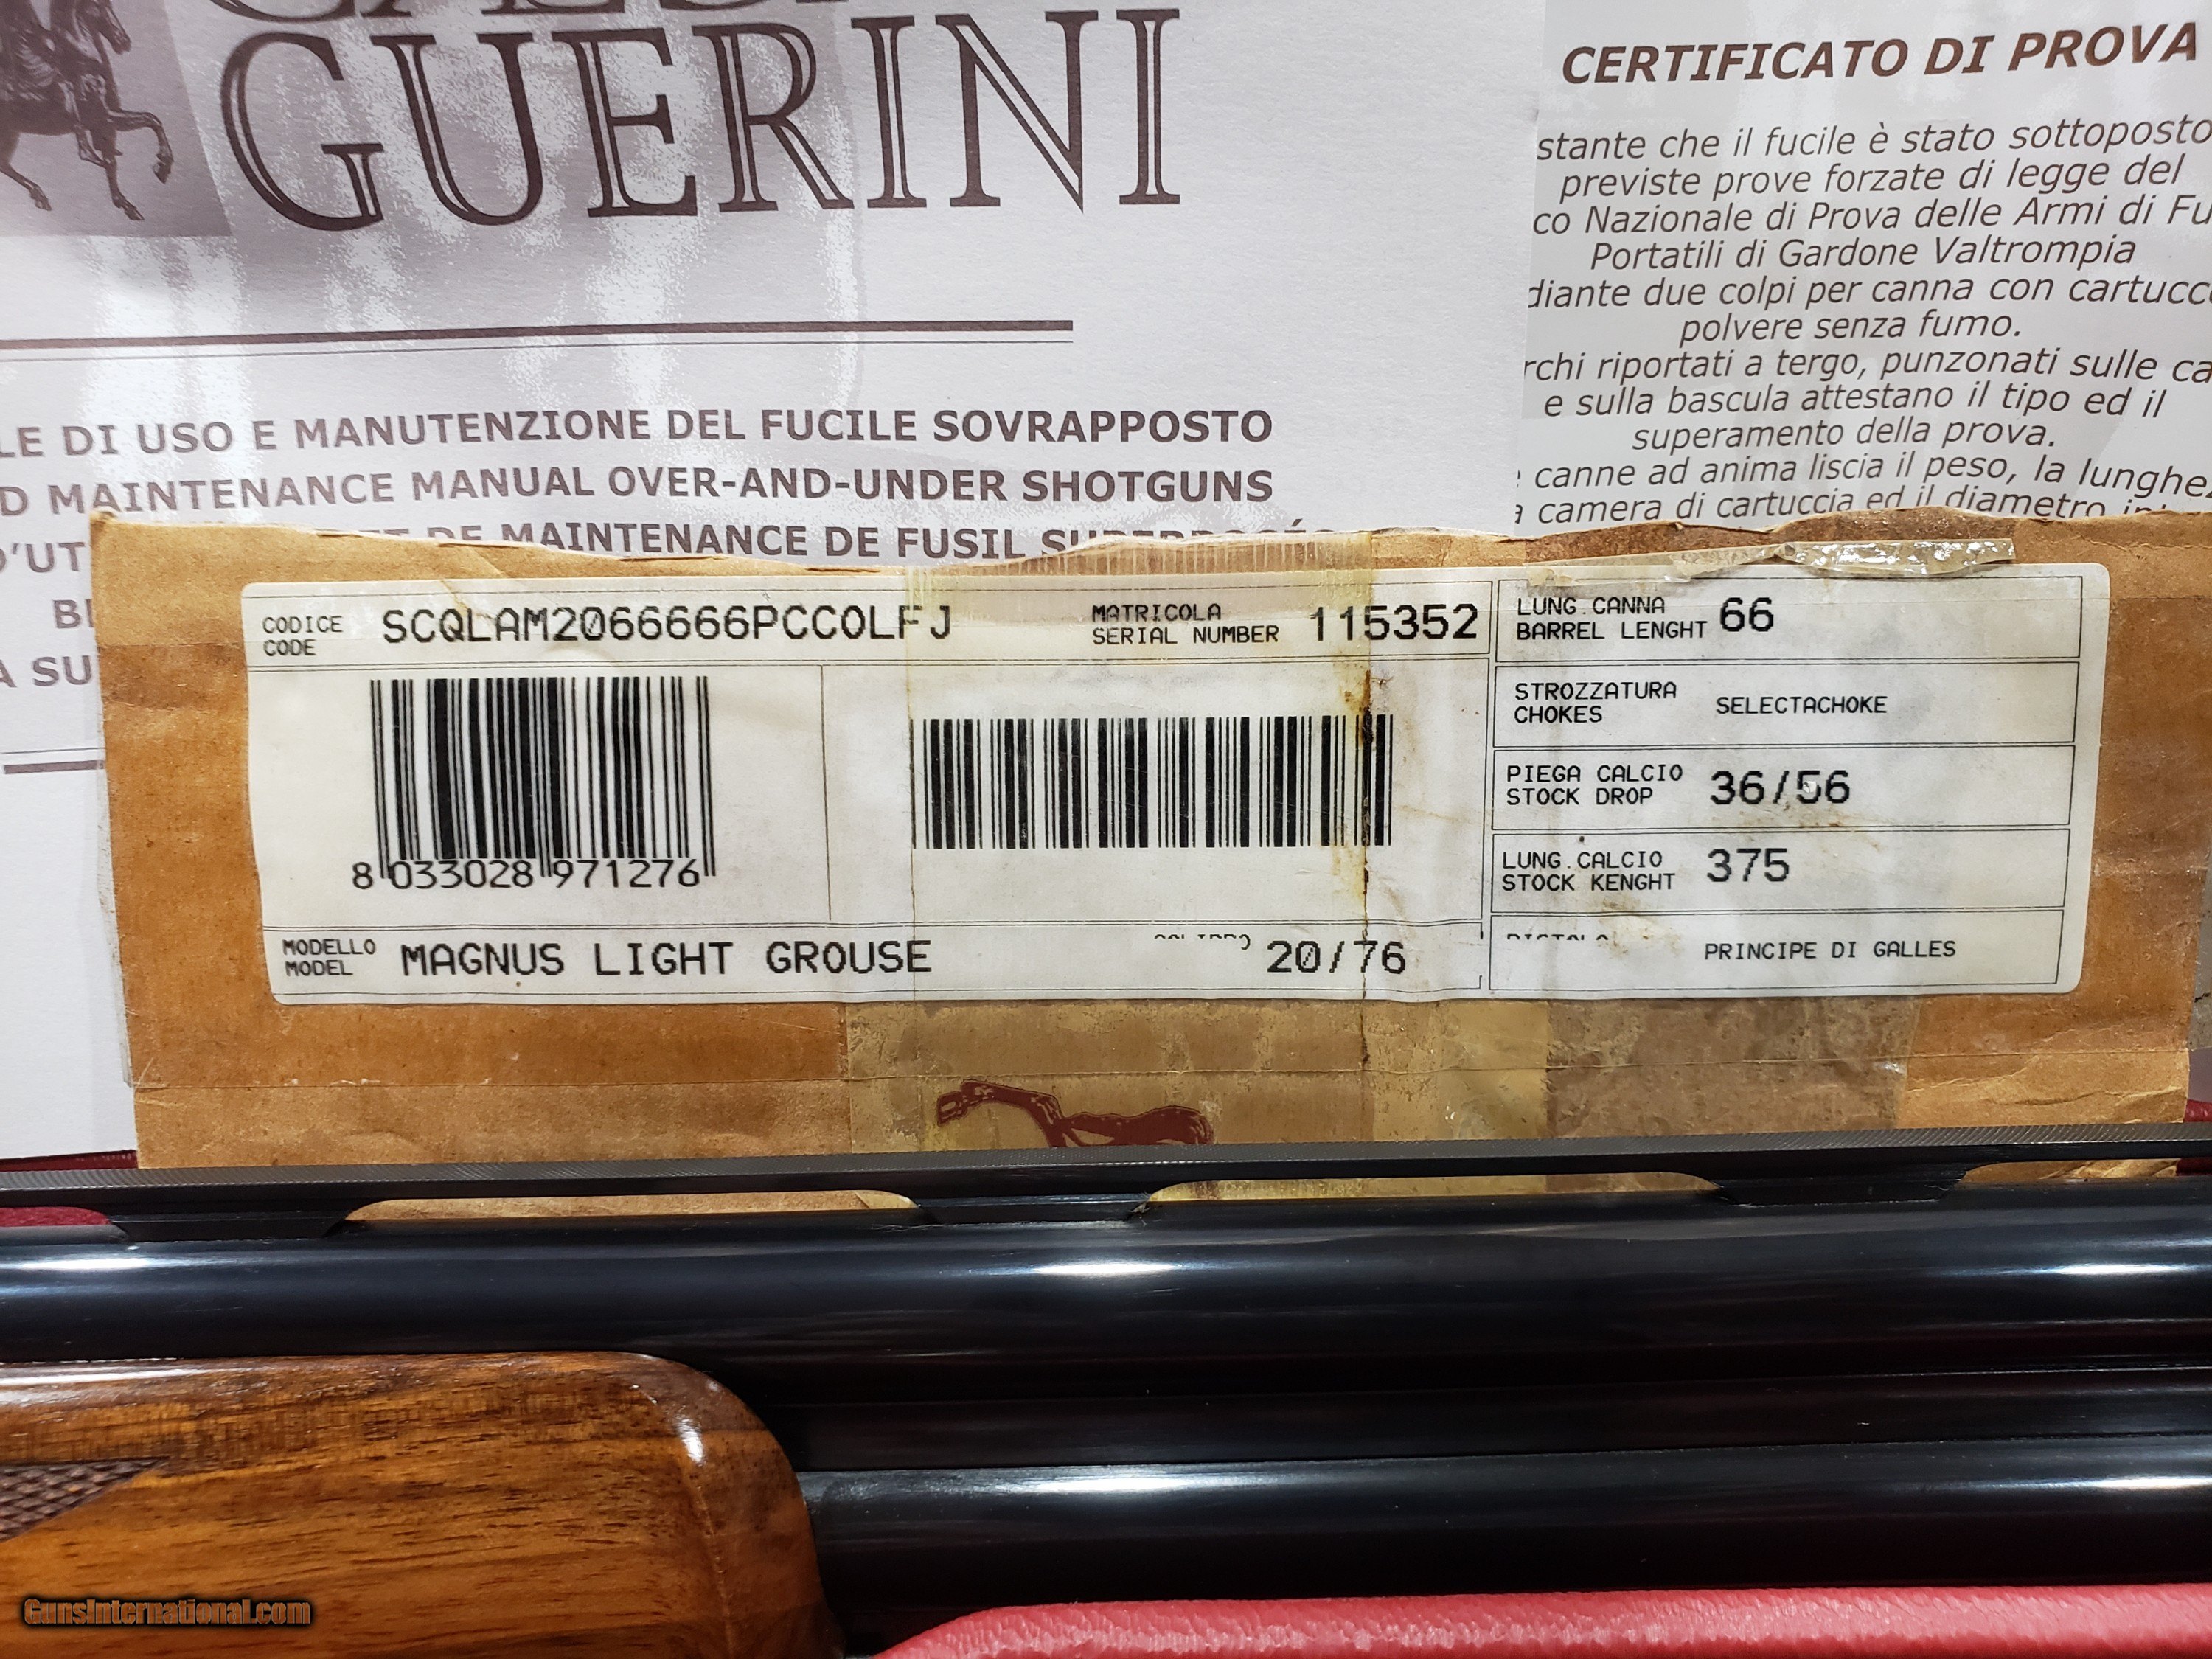 GUERINI
DI USO E MANUTENZIONE DEL FUCILE SOVRAPPOSTO
MAINTENANCE MANUAL OVER-AND-UNDER SHOTGUNS
DE MAINTENANCE DE FUSIL
CERTIFICATO DI PROVA
stante che il fucile è stato sottoposto
previste prove forzate di legge del
co Nazionale di Prova delle Armi di Fu
Portatili di Gardone Valtrompia
diante due colpi per canna con cartucc
polvere senza fumo.
rchi riportati a tergo, punzonati sulle ca
e sulla bascula attestano il tipo ed il
superamento della prova.
canne ad anima liscia il peso, la lunghez
camera di cartuccia ed il diametro
CODICE
CODE
SCQLAM2066666PCCOLFJ
MATRICOLA
SERIAL NUMBER
115352
8 033028 971276
MODELLO
MODEL
MAGNUS LIGHT GROUSE
20/76
LUNG.CANNA
BARREL LENGHT
66
STROZZATURA
CHOKES
SELECTACHOKE
PIEGA CALCIO
STOCK DROP
36/56
LUNG.CALCIO
STOCK KENGHT
375
PRINCIPE DI GALLES
GunsInternational.com